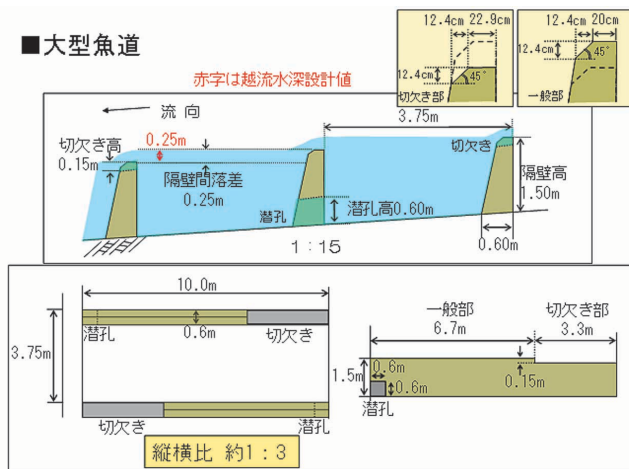 ■大型魚道
赤字は越流水深設計値
12.4cm 22.9cm
12.4cm
45°
切欠き部
12.4cm 20cm
12.4cm
45°
一般部
流 向
3.75m
切欠き高
0.15m
0.25m
隔壁間落差
0.25m
潜孔
潜孔高0.60m
切欠き
隔壁高
1.50m
0.60m
1:15
10.0m
潜孔
0.6m
切欠き
3.75m
切欠き
潜孔
縦横比 約1:3
一般部
6.7m
切欠き部
3.3m
0.6m
1.5m
0.6m
0.15m
潜孔